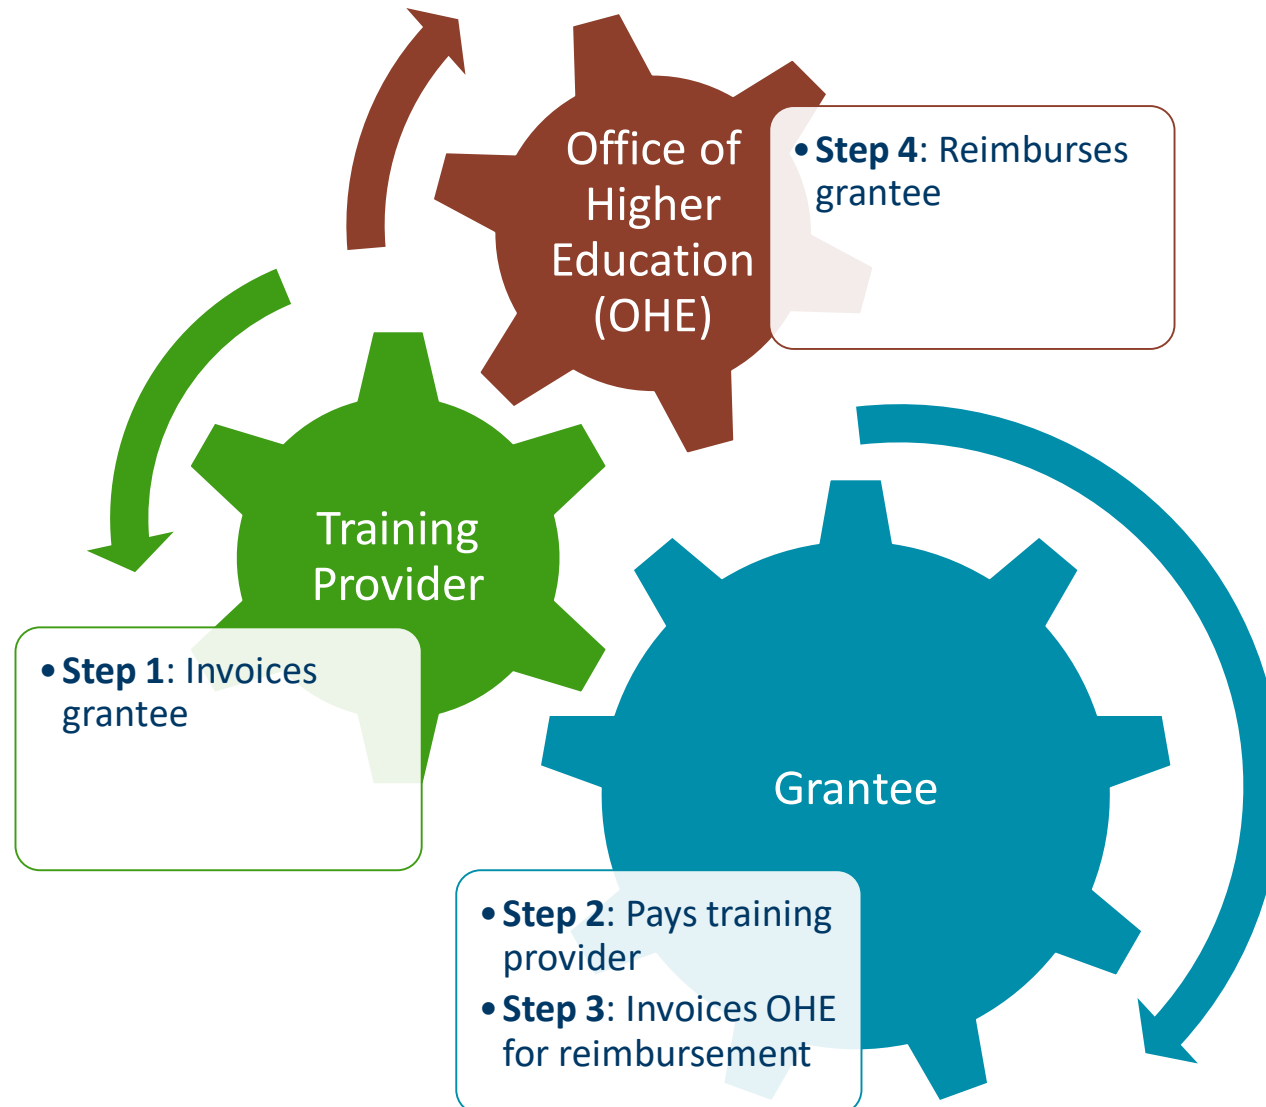 Office of
Higher
Education
(OHE)
• Step 4: Reimburses
grantee
Training
Provider
• Step 1: Invoices
grantee
Grantee
• Step 2: Pays training
provider
• Step 3: Invoices OHE
for reimbursement